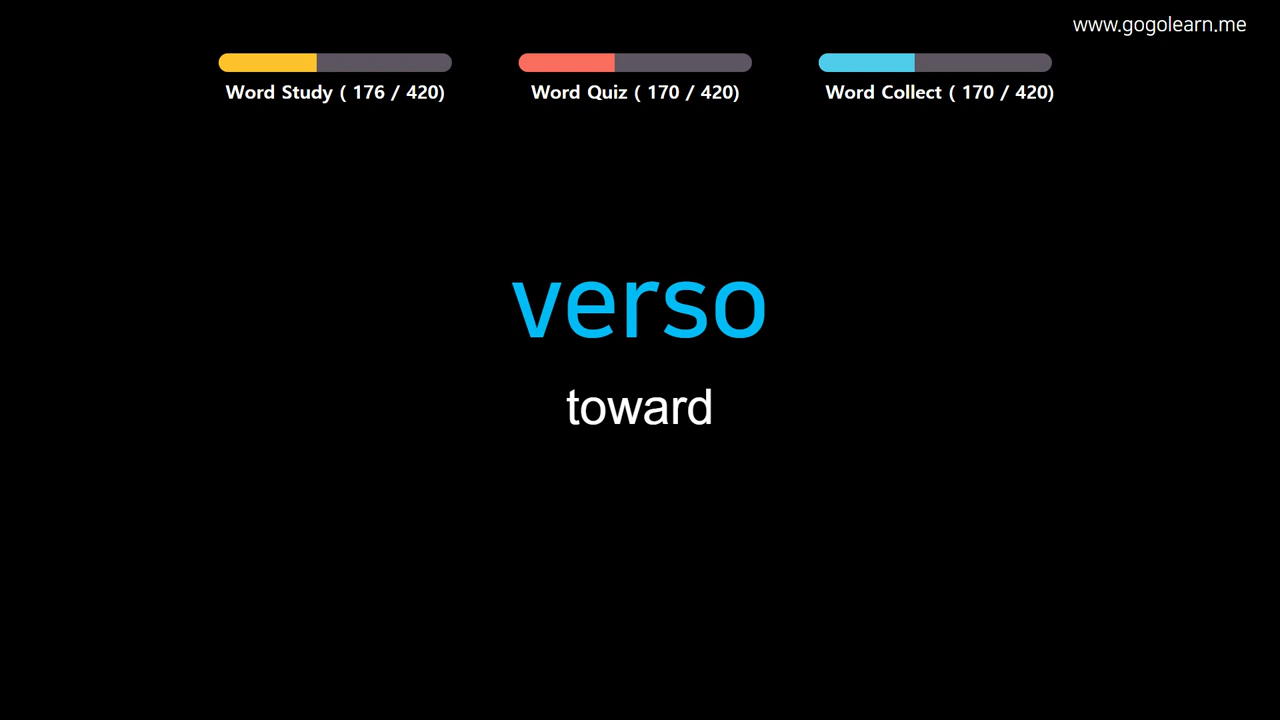 www.gogolearn.me
Word Study ( 176 / 420)
Word Quiz ( 170 / 420)
Word Collect ( 170 / 420)
verso
toward